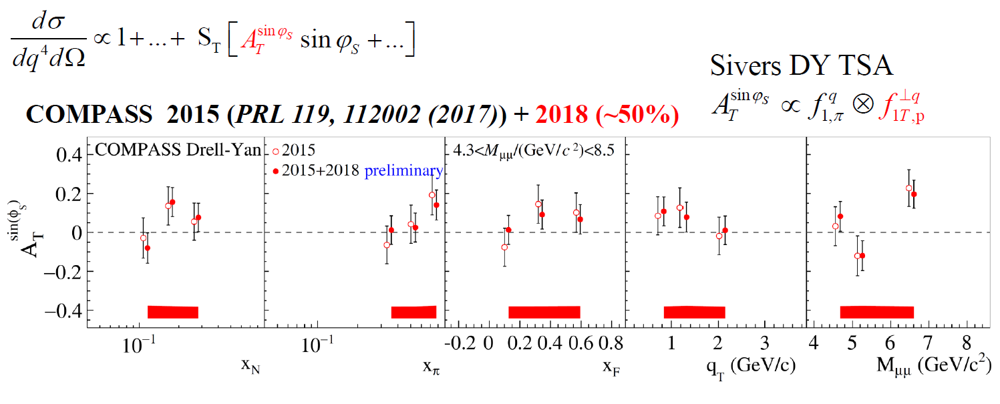 dσ/dq⁴dΩ ∝ 1+...+ S_T [A_T^{sin φ_S} sin φ_S + ...]
Sivers DY TSA
A_T^{sin φ_S} ∝ f_{1,π}^q ⊗ f_{1T,p}^{⊥q}
COMPASS 2015 (PRL 119, 112002 (2017)) + 2018 (~50%)
COMPASS Drell-Yan
2015
2015+2018 preliminary
4.3<M_μμ/(GeV/c²)<8.5
A_T^{sin(ϕ_S)}
0.4
0.2
0
−0.2
−0.4
10⁻¹
x_N
10⁻¹
x_π
-0.2 0 0.2 0.4 0.6 0.8
x_F
1 2 3
q_T (GeV/c)
4 5 6 7 8
M_μμ (GeV/c²)